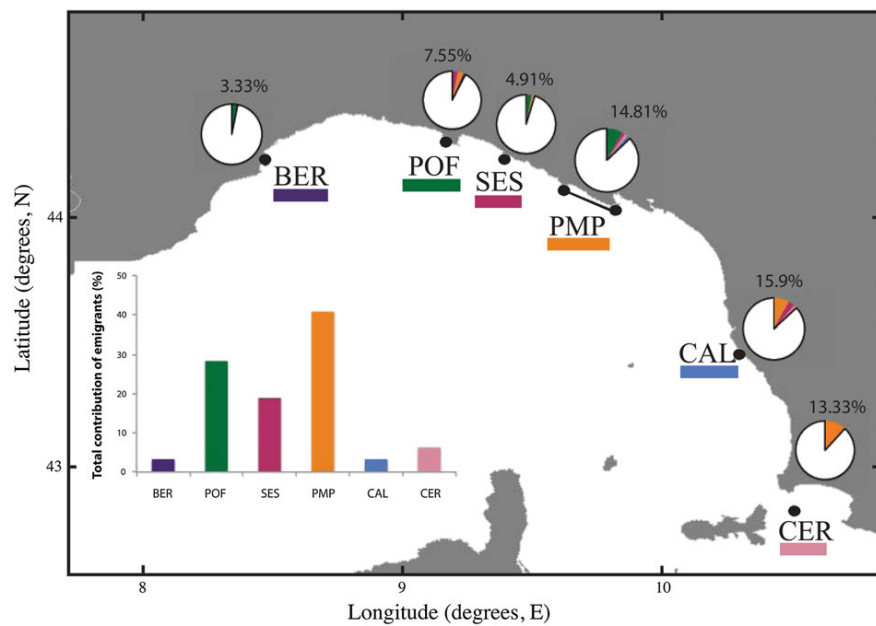 7.55%
4.91%
3.33%
14.81%
POF
BER
SES
PMP
44
Latitude (degrees, N)
15.9%
CAL
13.33%
43
CER
Total contribution of emigrants (%)
50
40
30
20
10
0
BER POF SES PMP CAL CER
8 9 10
Longitude (degrees, E)